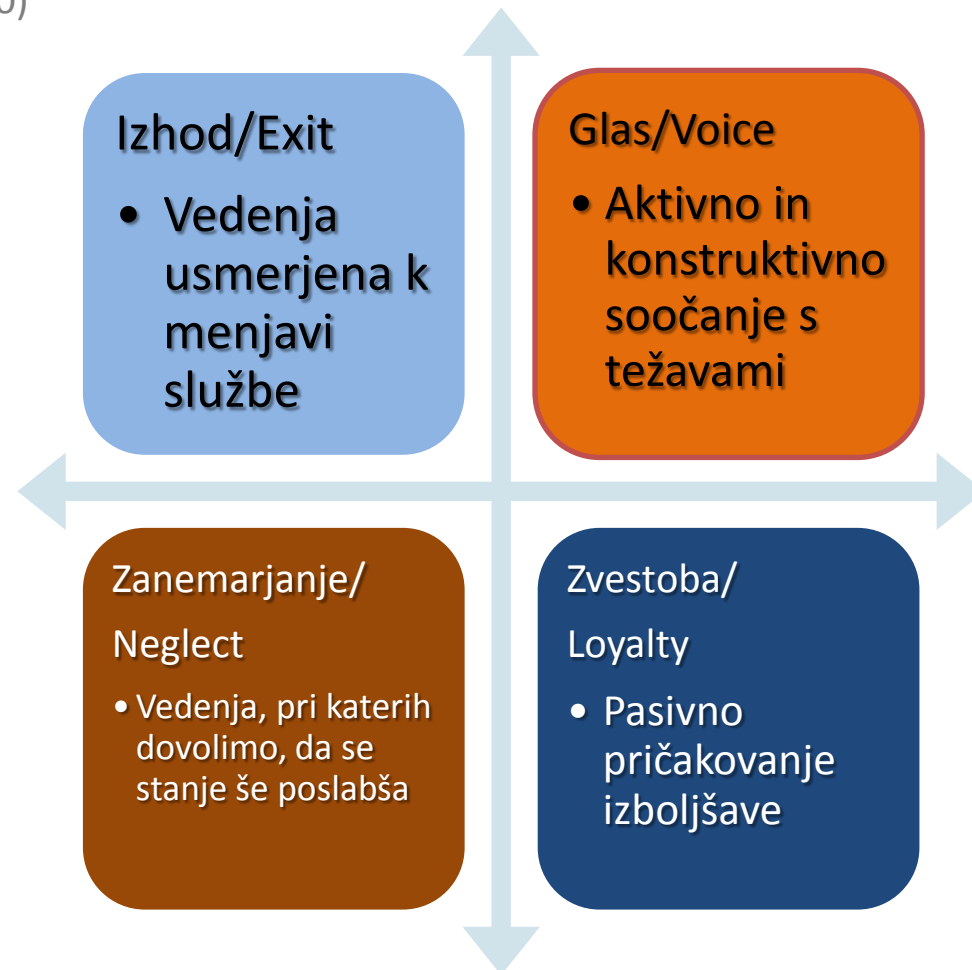 0)
Izhod/Exit
• Vedenja
usmerjena k
menjavi
službe
Glas/Voice
• Aktivno in
konstruktivno
soočanje s
težavami
Zanemarjanje/
Neglect
• Vedenja, pri katerih
dovolimo, da se
stanje še poslabša
Zvestoba/
Loyalty
• Pasivno
pričakovanje
izboljšave